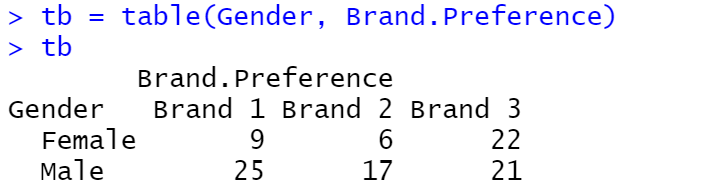 > tb = table(Gender, Brand.Preference)
> tb
        Brand.Preference
Gender   Brand 1 Brand 2 Brand 3
  Female       9       6      22
  Male        25      17      21